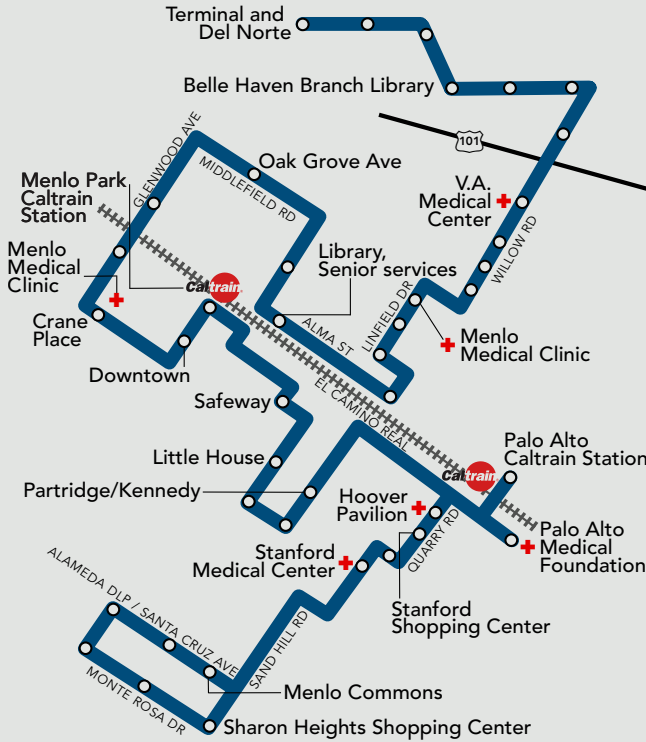 Terminal and
Del Norte
Belle Haven Branch Library
101
GLENWOOD AVE
MIDDLEFIELD RD
Oak Grove Ave
Menlo Park
Caltrain
Station
V.A.
Medical
Center
WILLOW RD
Menlo
Medical
Clinic
Library,
Senior services
Caltrain
LINFIELD DR
Crane
Place
ALMA ST
Menlo
Medical Clinic
Downtown
EL CAMINO REAL
Safeway
Palo Alto
Caltrain Station
Little House
Caltrain
Partridge/Kennedy
Hoover
Pavilion
QUARRY RD
Palo Alto
Medical
Foundation
Stanford
Medical Center
ALAMEDA DLP / SANTA CRUZ AVE
SAND HILL RD
Stanford
Shopping Center
Menlo Commons
MONTE ROSA DR
Sharon Heights Shopping Center